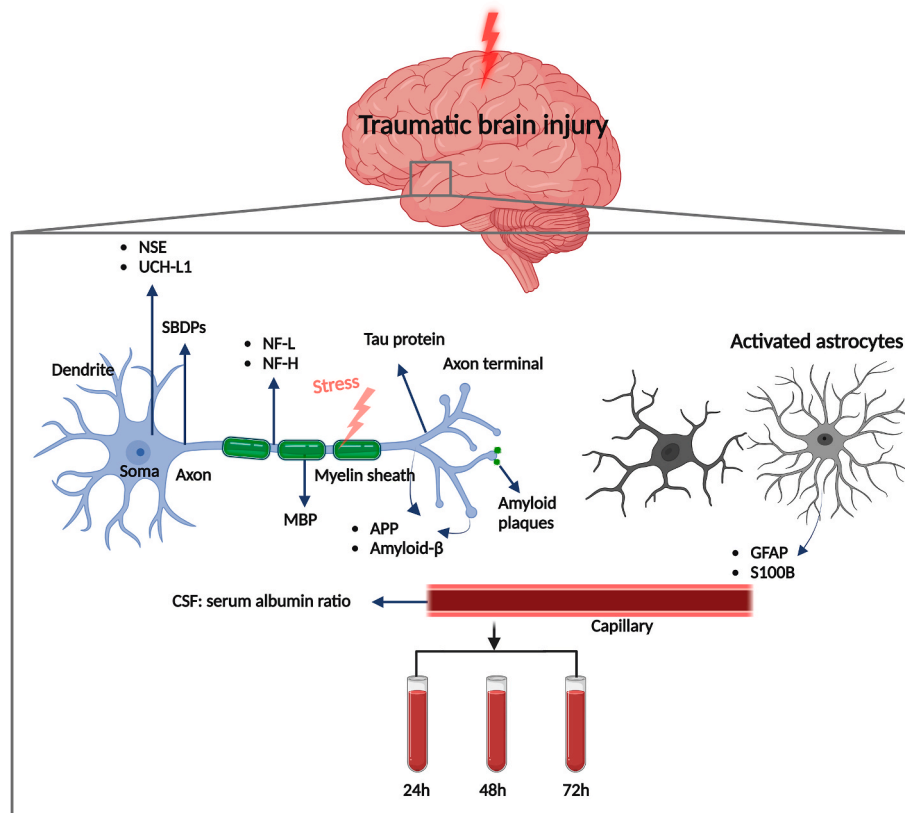 Traumatic brain injury
• NSE
• UCH-L1
SBDPs
Dendrite
• NF-L
• NF-H
Stress
Tau protein
Axon terminal
Activated astrocytes
Soma
Axon
Myelin sheath
MBP
• APP
• Amyloid-β
Amyloid
plaques
• GFAP
• S100B
CSF: serum albumin ratio
Capillary
24h
48h
72h